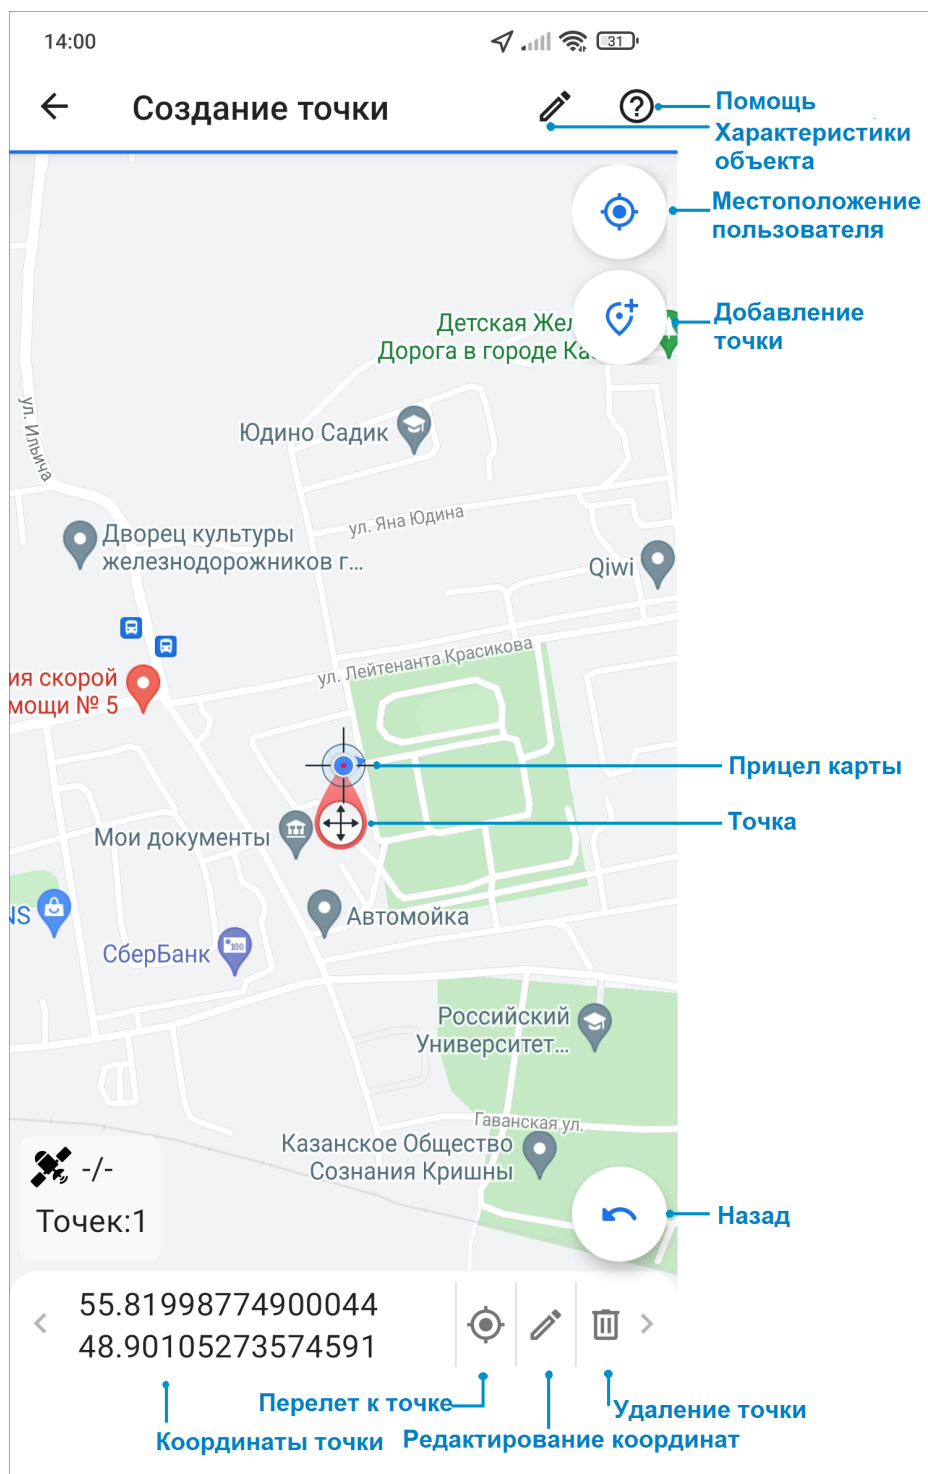 14:00
31
Создание точки
Помощь
Характеристики
объекта
Местоположение
пользователя
Добавление
точки
Детская Жел
Дорога в городе Ка
ул. Ильича
Юдино Садик
ул. Яна Юдина
Дворец культуры
железнодорожников г...
Qiwi
ул. Лейтенанта Красикова
ия скорой
мощи № 5
Прицел карты
Точка
Мои документы
NS
Автомойка
СберБанк
100
Российский
Университет...
Гаванская ул.
Казанское Общество
Сознания Кришны
-/-
Точек:1
Назад
55.81998774900044
48.90105273574591
Перелет к точке
Удаление точки
Координаты точки
Редактирование координат